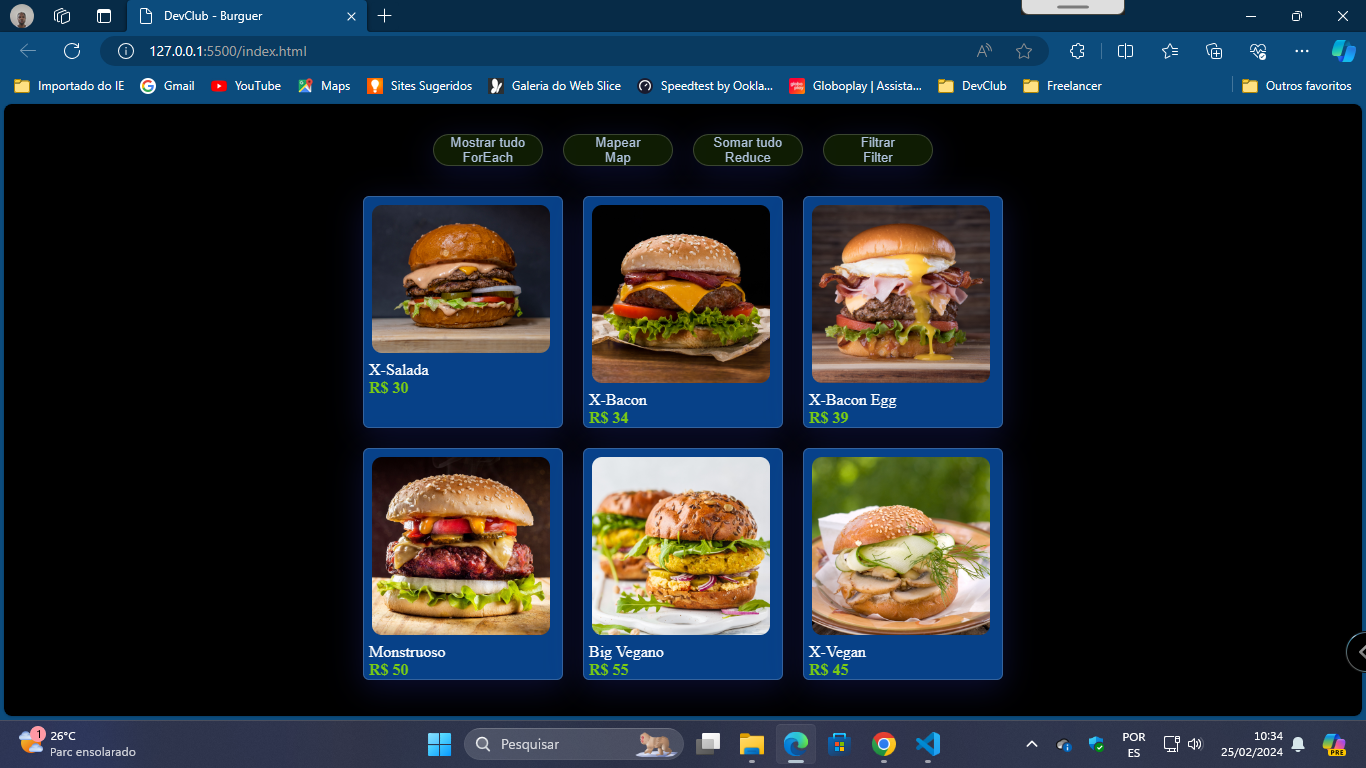 DevClub - Burguer
127.0.0.1:5500/index.html
Importado do IE
Gmail
YouTube
Maps
Sites Sugeridos
Galeria do Web Slice
Speedtest by Ookla...
Globoplay | Assista...
DevClub
Freelancer
Outros favoritos
Mostrar tudo
ForEach
Mapear
Map
Somar tudo
Reduce
Filtrar
Filter
X-Salada
R$ 30
X-Bacon
R$ 34
X-Bacon Egg
R$ 39
Monstruoso
R$ 50
Big Vegano
R$ 55
X-Vegan
R$ 45
1
26°C
Parc ensolarado
Pesquisar
POR
ES
10:34
25/02/2024
PRE